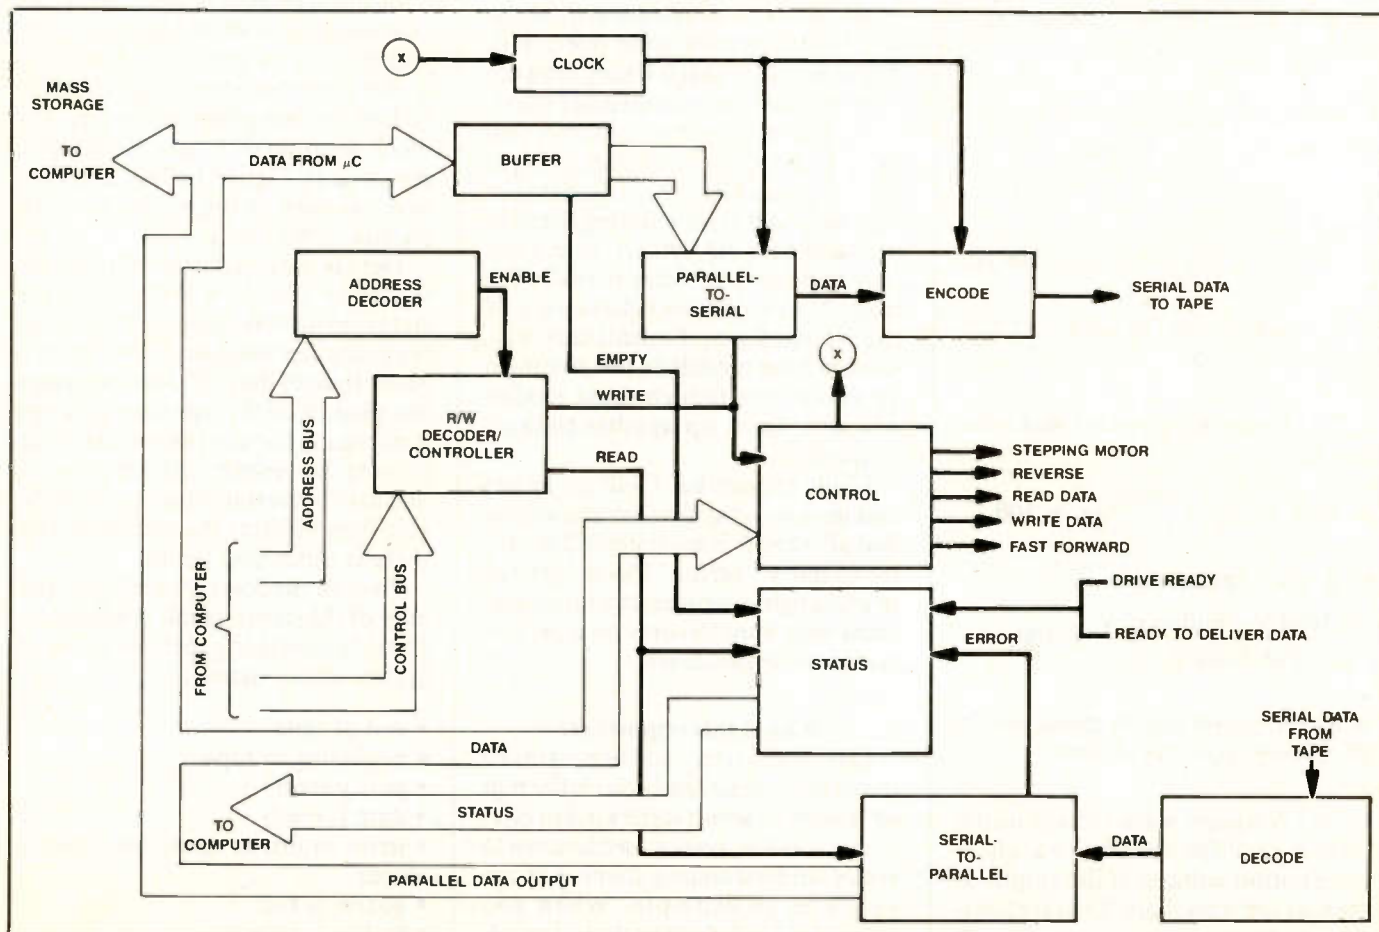 X
CLOCK
MASS
STORAGE
TO
COMPUTER
DATA FROM μC
BUFFER
ADDRESS
DECODER
ENABLE
PARALLEL-
TO-
SERIAL
DATA
ENCODE
SERIAL DATA
TO TAPE
X
EMPTY
WRITE
R/W
DECODER/
CONTROLLER
READ
ADDRESS BUS
CONTROL
STEPPING MOTOR
REVERSE
READ DATA
WRITE DATA
FAST FORWARD
FROM COMPUTER
CONTROL BUS
DRIVE READY
READY TO DELIVER DATA
ERROR
STATUS
DATA
SERIAL DATA
FROM
TAPE
STATUS
TO
COMPUTER
SERIAL-
TO-
PARALLEL
DATA
DECODE
PARALLEL DATA OUTPUT